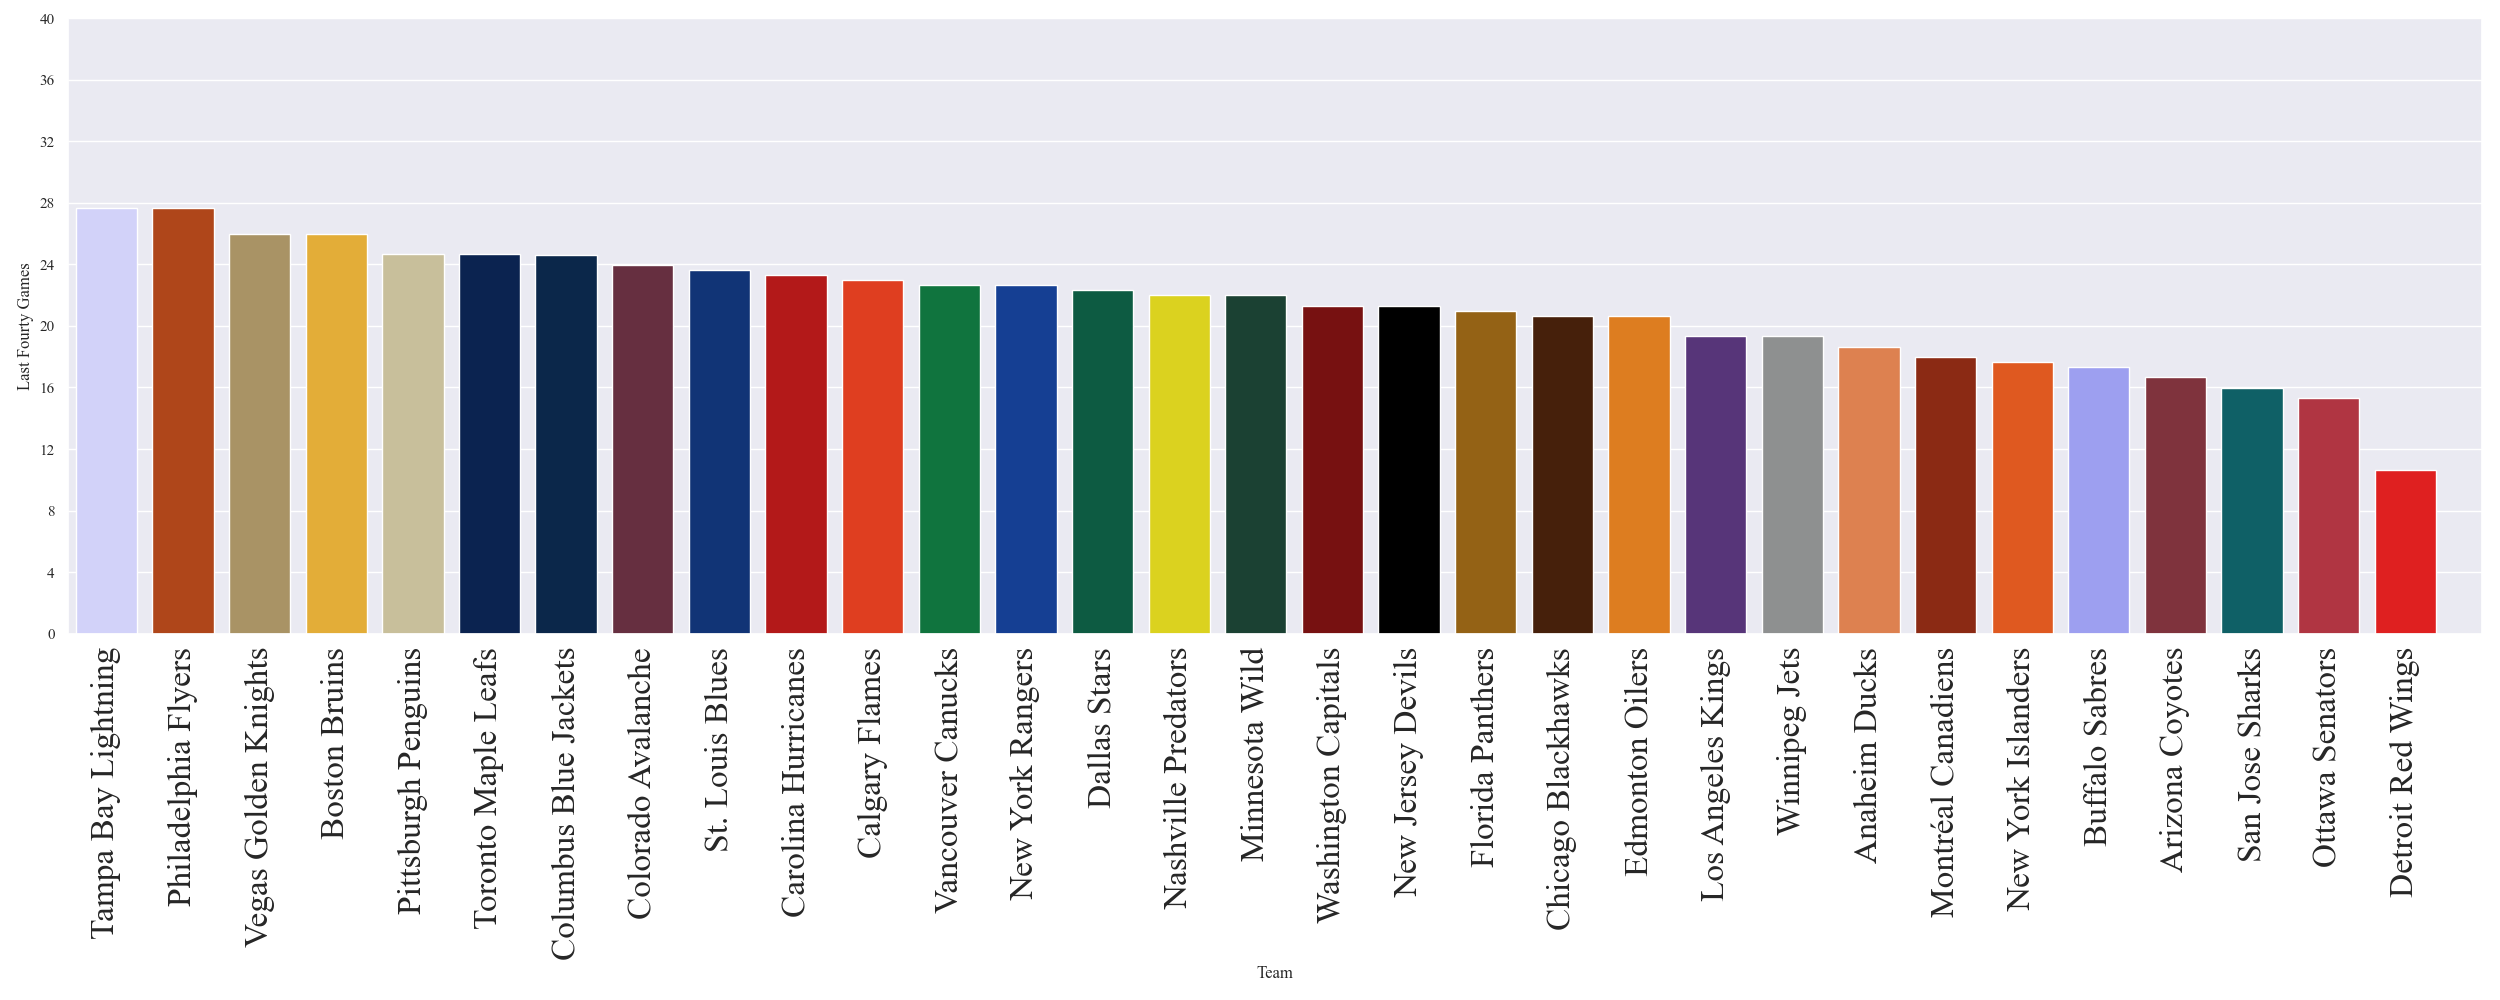 40
36
32
28
24
20
16
12
8
4
0
Last Fourty Games
Tampa Bay Lightning
Philadelphia Flyers
Vegas Golden Knights
Boston Bruins
Pittsburgh Penguins
Toronto Maple Leafs
Columbus Blue Jackets
Colorado Avalanche
St. Louis Blues
Carolina Hurricanes
Calgary Flames
Vancouver Canucks
New York Rangers
Dallas Stars
Nashville Predators
Minnesota Wild
Washington Capitals
New Jersey Devils
Florida Panthers
Chicago Blackhawks
Edmonton Oilers
Los Angeles Kings
Winnipeg Jets
Anaheim Ducks
Montréal Canadiens
New York Islanders
Buffalo Sabres
Arizona Coyotes
San Jose Sharks
Ottawa Senators
Detroit Red Wings
Team